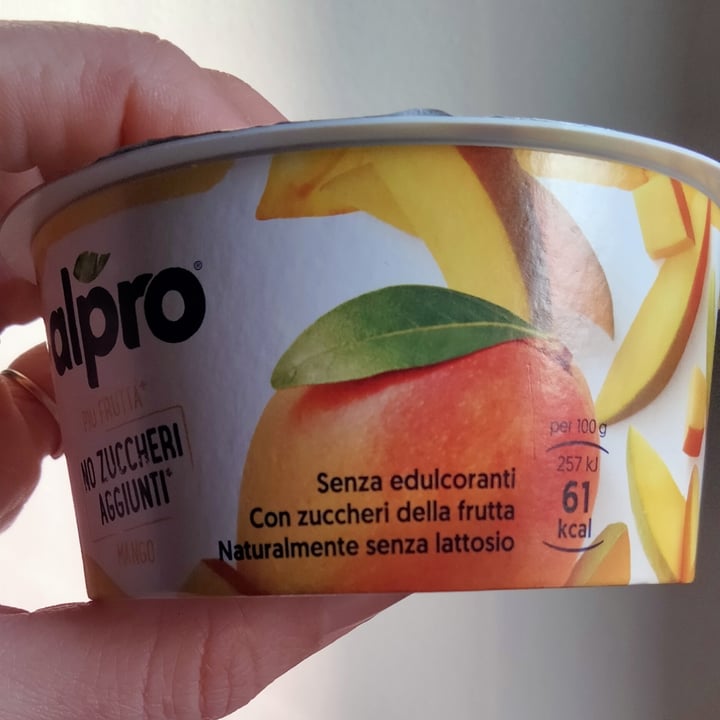 alpro®
PIÙ FRUTTA+
NO ZUCCHERI
AGGIUNTI*
MANGO
Senza edulcoranti
Con zuccheri della frutta
Naturalmente senza lattosio
per 100 g
257 kJ
61
kcal